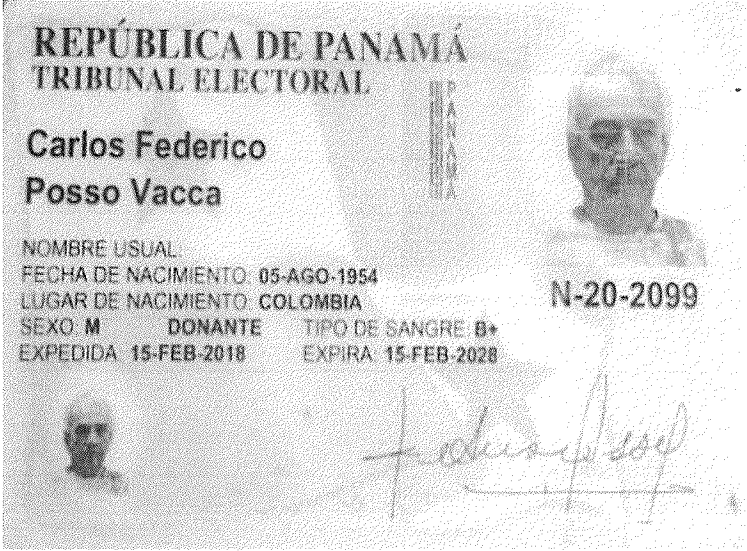 REPÚBLICA DE PANAMÁ
TRIBUNAL ELECTORAL
PANAMA
Carlos Federico
Posso Vacca
NOMBRE USUAL:
FECHA DE NACIMIENTO: 05-AGO-1954
LUGAR DE NACIMIENTO: COLOMBIA
N-20-2099
SEXO: M DONANTE TIPO DE SANGRE: B+
EXPEDIDA: 15-FEB-2018 EXPIRA: 15-FEB-2028